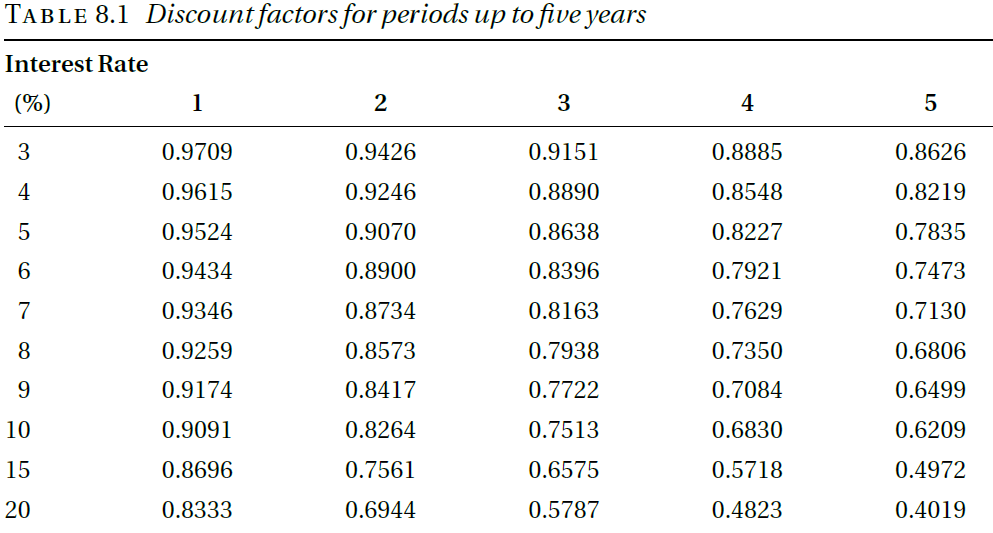 TABLE 8.1 Discount factors for periods up to five years
Interest Rate
(%) 1 2 3 4 5
3 0.9709 0.9426 0.9151 0.8885 0.8626
4 0.9615 0.9246 0.8890 0.8548 0.8219
5 0.9524 0.9070 0.8638 0.8227 0.7835
6 0.9434 0.8900 0.8396 0.7921 0.7473
7 0.9346 0.8734 0.8163 0.7629 0.7130
8 0.9259 0.8573 0.7938 0.7350 0.6806
9 0.9174 0.8417 0.7722 0.7084 0.6499
10 0.9091 0.8264 0.7513 0.6830 0.6209
15 0.8696 0.7561 0.6575 0.5718 0.4972
20 0.8333 0.6944 0.5787 0.4823 0.4019